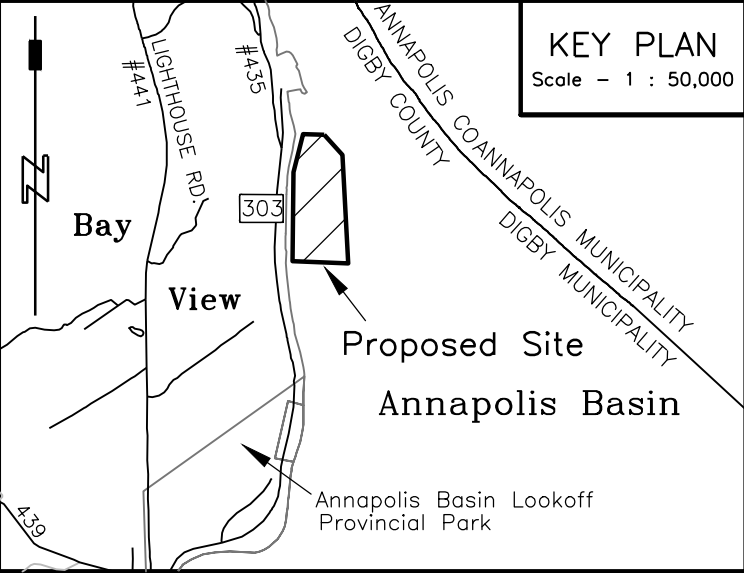 KEY PLAN
Scale - 1 : 50,000
ANNAPOLIS CO
DIGBY COUNTY
ANNAPOLIS MUNICIPALITY
DIGBY MUNICIPALITY
LIGHTHOUSE RD.
#441
#435
303
Bay
View
Proposed Site
Annapolis Basin
Annapolis Basin Lookoff
Provincial Park
439
N